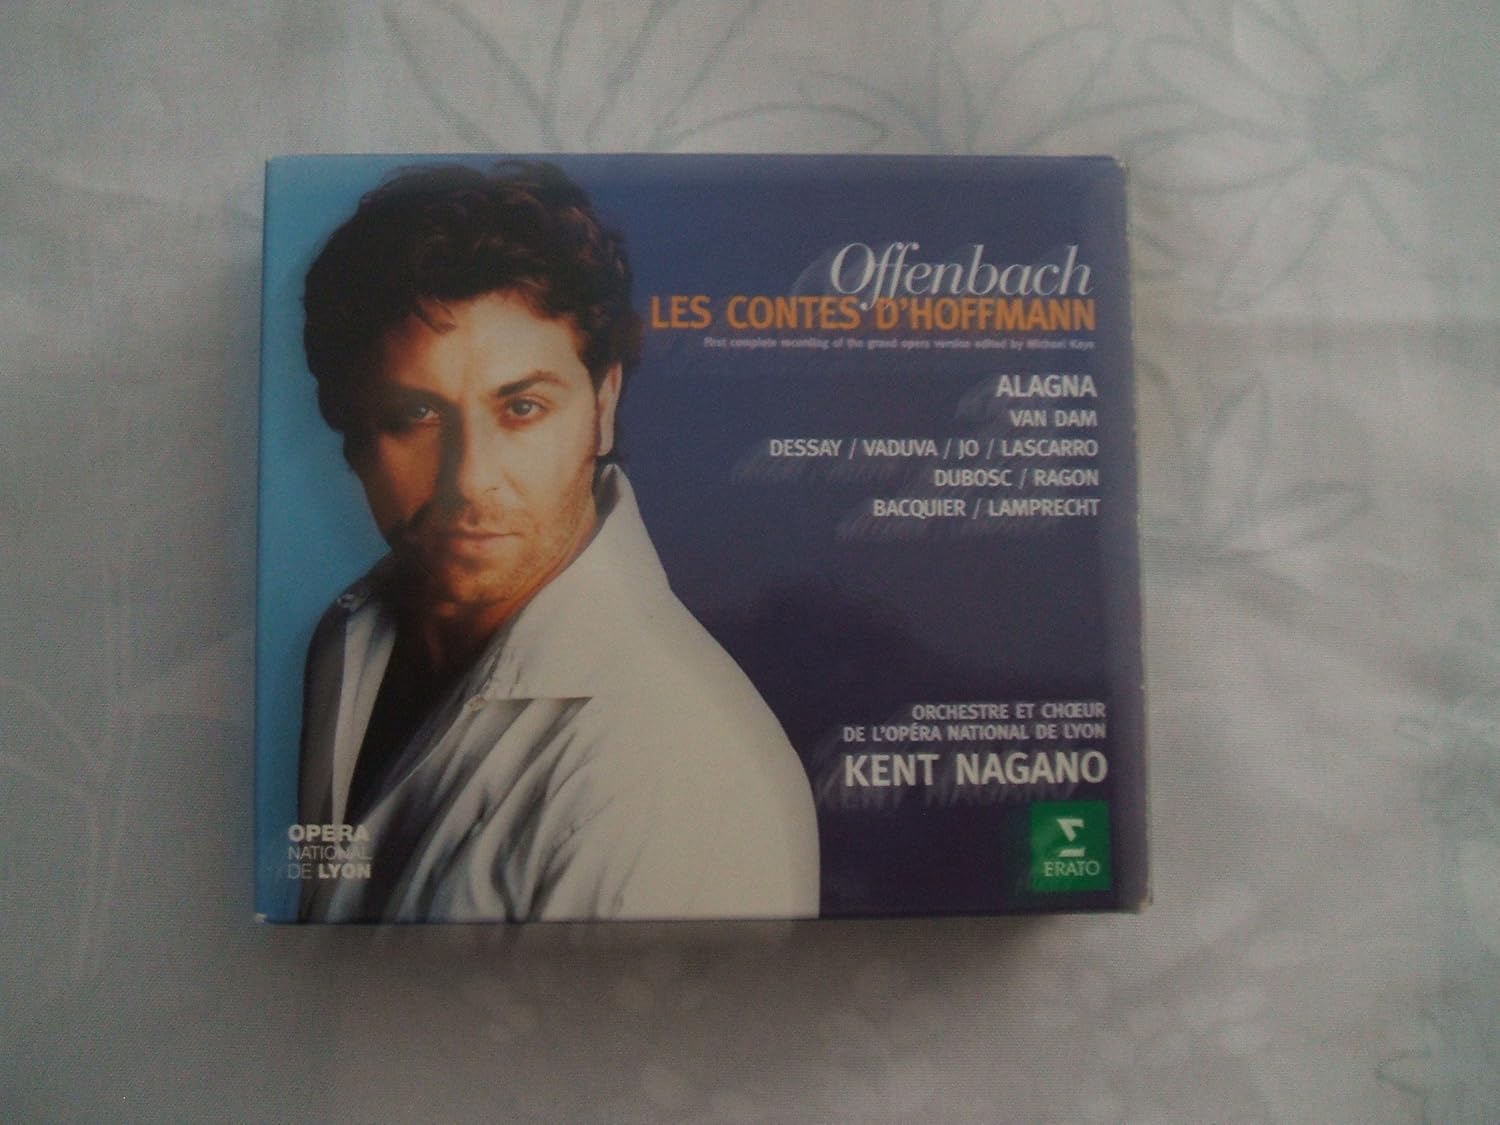 Offenbach
LES CONTES D'HOFFMANN
First complete recording of the grand opera version edited by Michael Kaye
ALAGNA
VAN DAM
DESSAY / VADUVA / JO / LASCARRO
DUBOSC / RAGON
BACQUIER / LAMPRECHT
ORCHESTRE ET CHŒUR
DE L'OPÉRA NATIONAL DE LYON
KENT NAGANO
ERATO
OPERA
NATIONAL
DE LYON